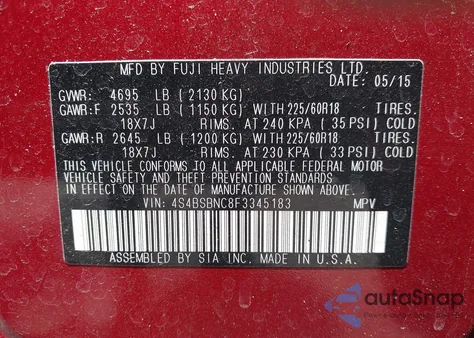 MFD BY FUJI HEAVY INDUSTRIES LTD.
DATE: 05/15
GVWR: 4695 LB (2130 KG)
GAWR:F 2535 LB (1150 KG) WITH 225/60R18 TIRES,
18X7J RIMS, AT 240 KPA (35 PSI) COLD
GAWR:R 2645 LB (1200 KG) WITH 225/60R18 TIRES,
18X7J RIMS, AT 230 KPA (33 PSI) COLD
THIS VEHICLE CONFORMS TO ALL APPLICABLE FEDERAL MOTOR
VEHICLE SAFETY AND THEFT PREVENTION STANDARDS
IN EFFECT ON THE DATE OF MANUFACTURE SHOWN ABOVE.
VIN: 4S4BSBNC8F3345183 MPV
ASSEMBLED BY SIA INC. MADE IN U.S.A.
autoSnap